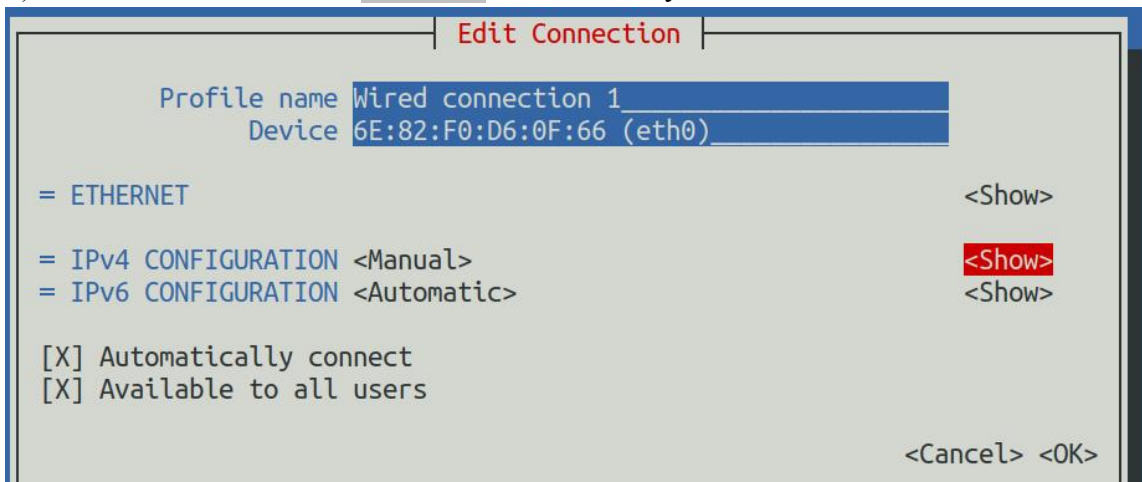 Edit Connection
Profile name Wired connection 1
Device 6E:82:F0:D6:0F:66 (eth0)
= ETHERNET <Show>
= IPv4 CONFIGURATION <Manual> <Show>
= IPv6 CONFIGURATION <Automatic> <Show>
[X] Automatically connect
[X] Available to all users
<Cancel> <OK>